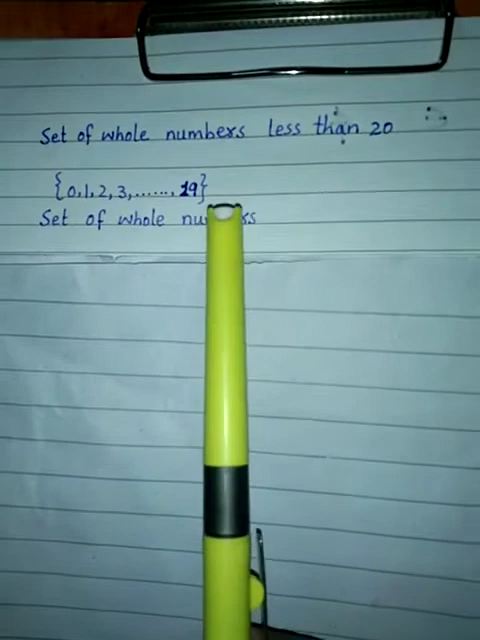 Set of whole numbers less than 20
{0,1,2,3,......, 19}
Set of whole